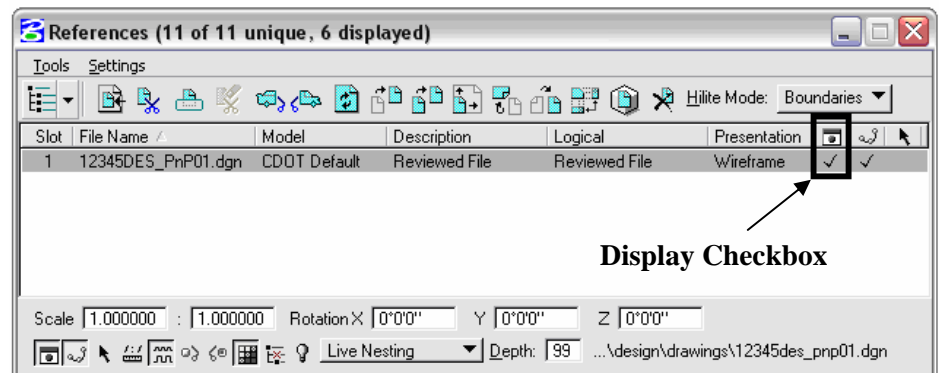 References (11 of 11 unique, 6 displayed)
Tools Settings
Hilite Mode: Boundaries
Slot File Name Model Description Logical Presentation
1 12345DES_PnP01.dgn CDOT Default Reviewed File Reviewed File Wireframe
Display Checkbox
Scale 1.000000 : 1.000000 Rotation X 0°0'0" Y 0°0'0" Z 0°0'0"
Live Nesting Depth: 99 ...\design\drawings\12345des_pnp01.dgn